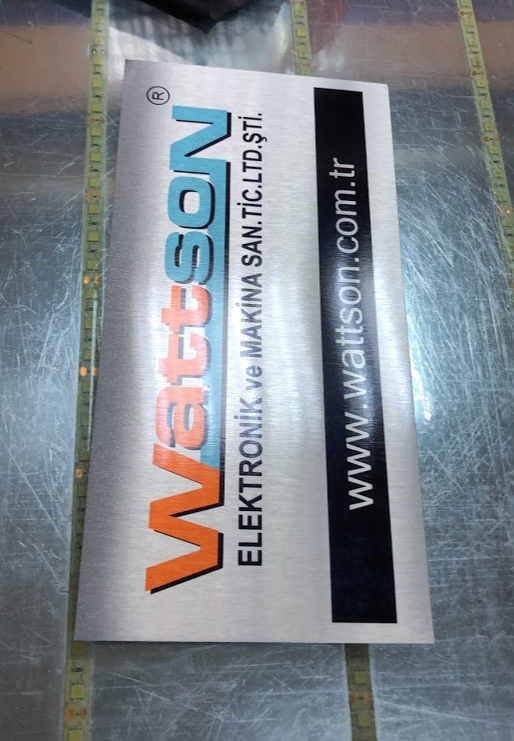 Wattson®
ELEKTRONİK ve MAKİNA SAN.TİC.LTD.ŞTİ.
www.wattson.com.tr